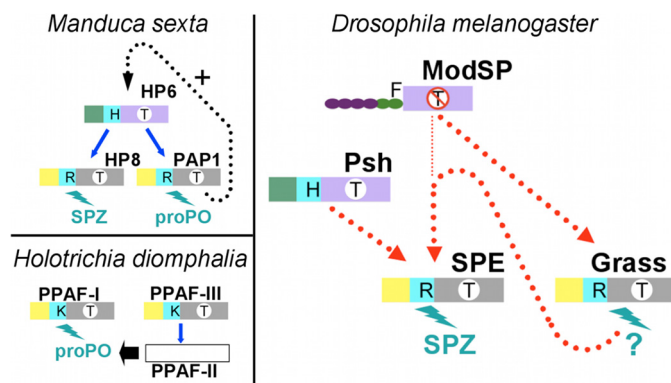 Manduca sexta
+
HP6
H T
HP8
R T
SPZ
PAP1
R T
proPO
Holotrichia diomphalia
PPAF-I
K T
proPO
PPAF-III
K T
PPAF-II
Drosophila melanogaster
ModSP
F
T
Psh
H T
SPE
R T
SPZ
Grass
R T
?